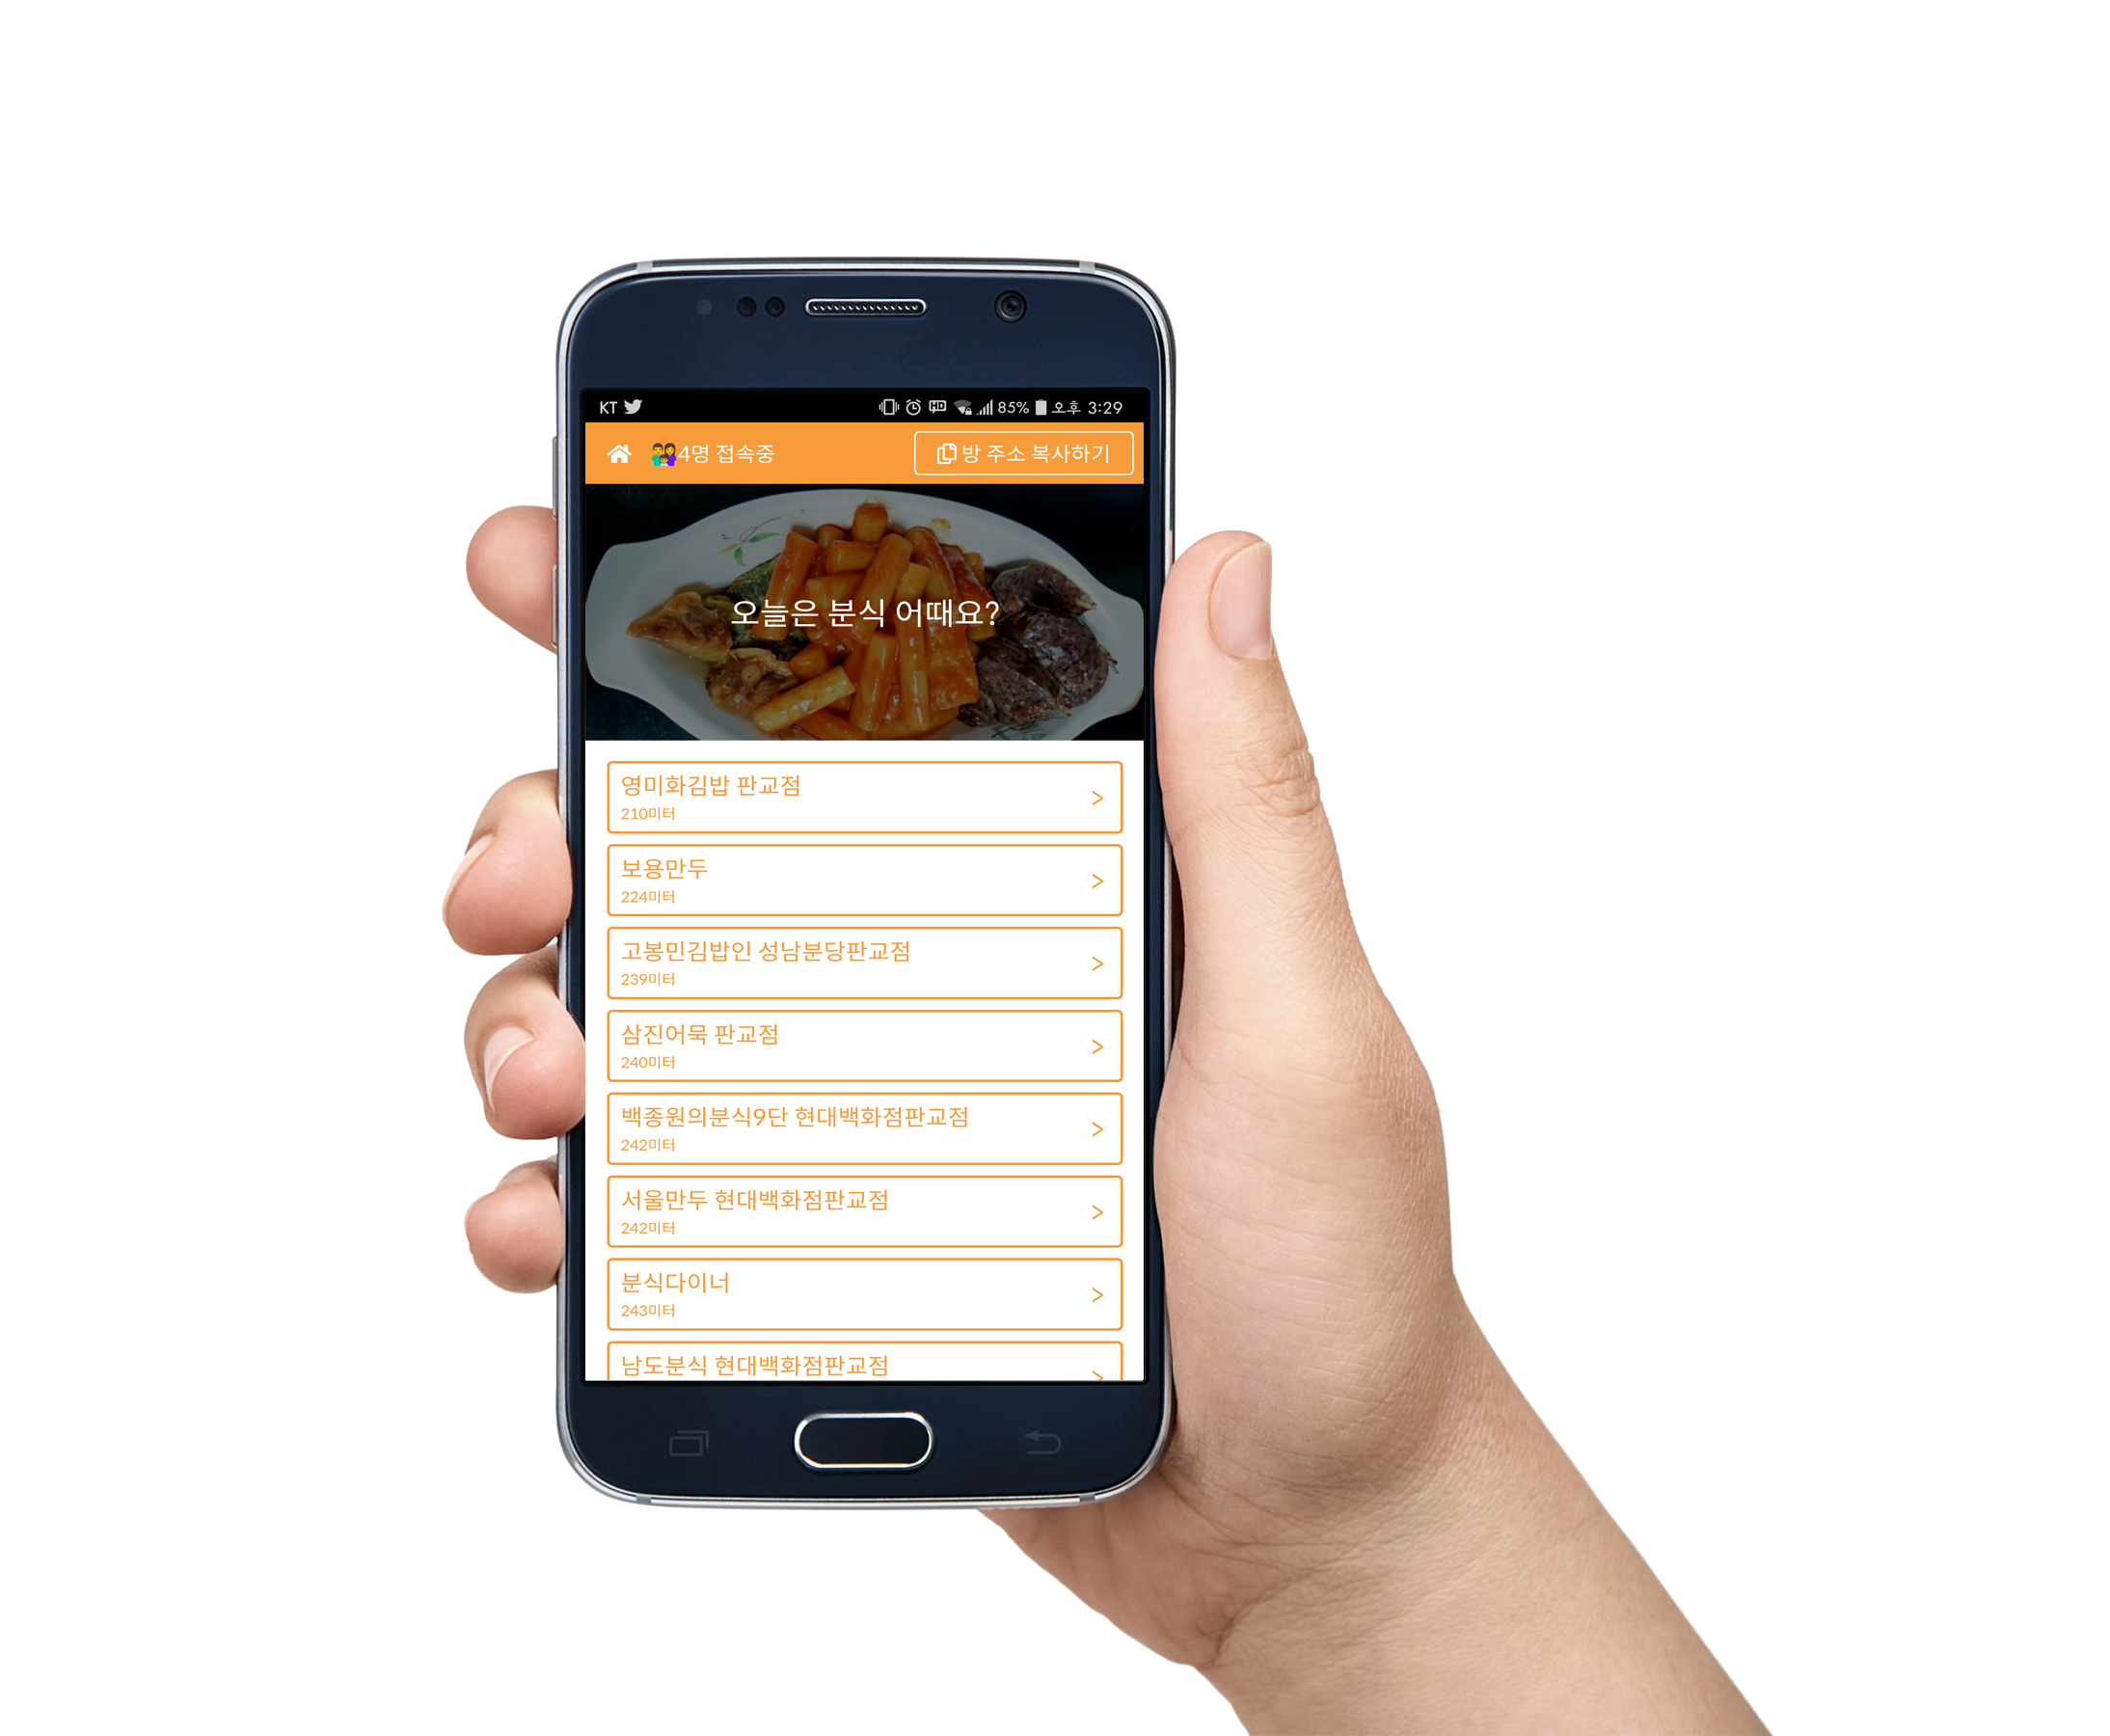 KT 85% 오후 3:29
4명 접속중 방 주소 복사하기
오늘은 분식 어때요?
영미화김밥 판교점
210미터
보용만두
224미터
고봉민김밥인 성남분당판교점
239미터
삼진어묵 판교점
240미터
백종원의분식9단 현대백화점판교점
242미터
서울만두 현대백화점판교점
242미터
분식다이너
243미터
남도분식 현대백화점판교점